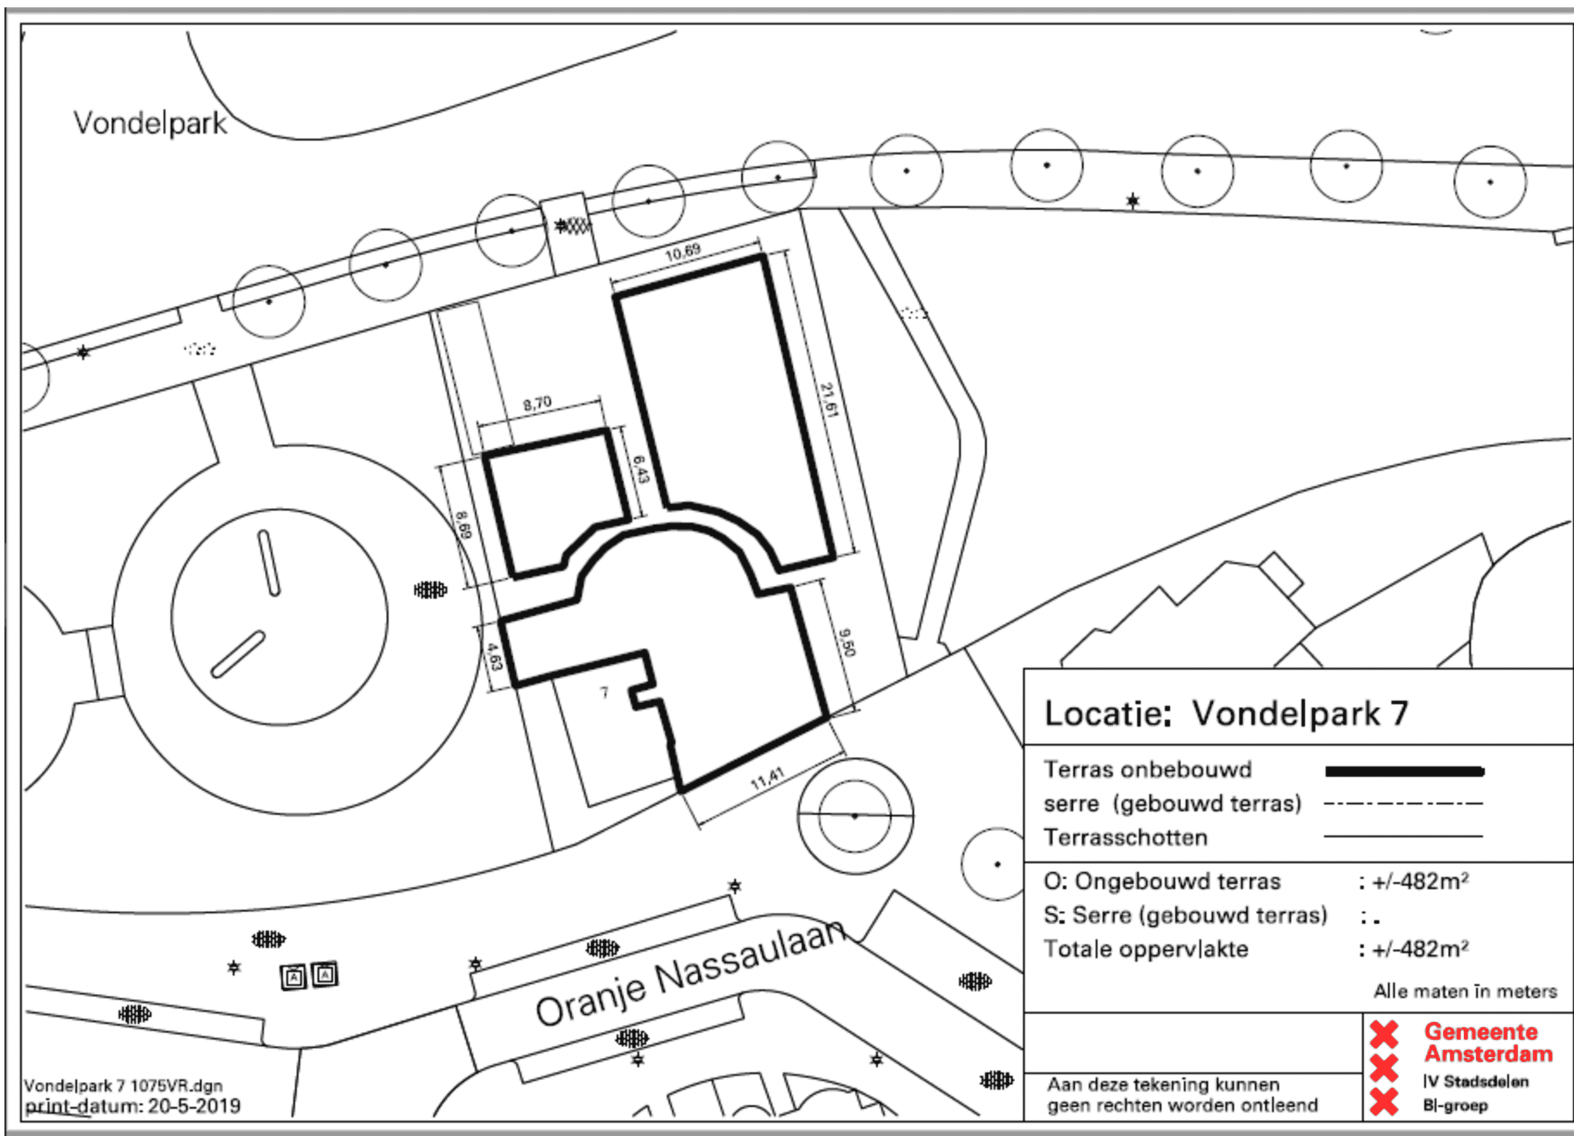 Vondelpark
10,69
21,61
8,70
6,43
8,69
4,63
7
9,60
11,41
Oranje Nassaulaan
A A
Locatie: Vondelpark 7
Terras onbebouwd
serre (gebouwd terras)
Terrasschotten
O: Ongebouwd terras : +/-482m²
S: Serre (gebouwd terras) : -
Totale oppervlakte : +/-482m²
Alle maten in meters
Gemeente
Amsterdam
IV Stadsdelen
BI-groep
Aan deze tekening kunnen
geen rechten worden ontleend
Vondelpark 7 1075VR.dgn
print-datum: 20-5-2019